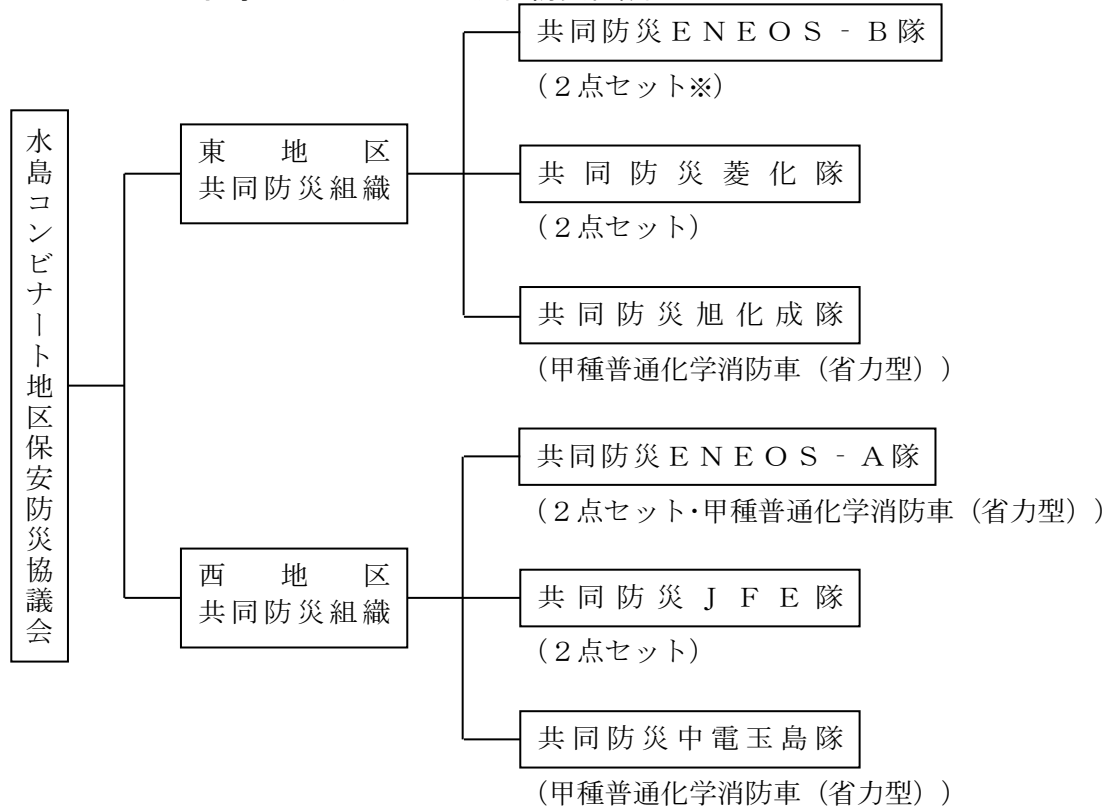 水島コンビナート地区保安防災協議会
東地区
共同防災組織
共同防災ENEOS‐B隊
(2点セット※)
共同防災菱化隊
(2点セット)
共同防災旭化成隊
(甲種普通化学消防車(省力型))
西地区
共同防災組織
共同防災ENEOS‐A隊
(2点セット・甲種普通化学消防車(省力型))
共同防災JFE隊
(2点セット)
共同防災中電玉島隊
(甲種普通化学消防車(省力型))